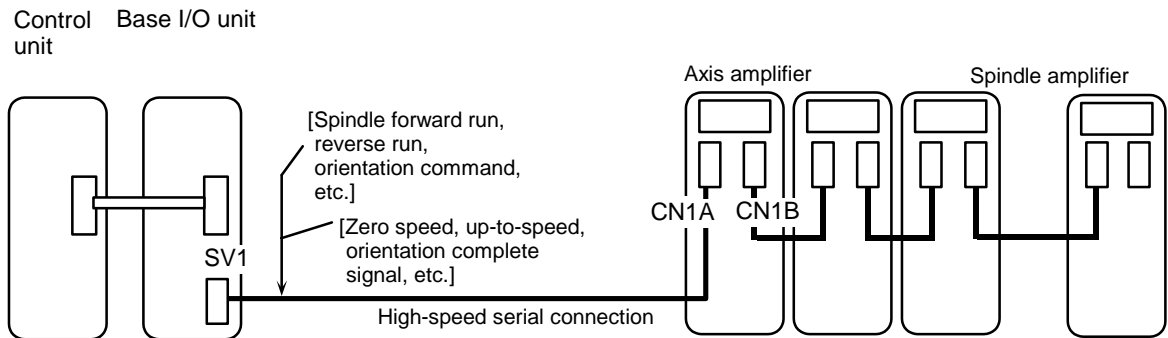 Control unit
Base I/O unit
Axis amplifier
Spindle amplifier
[Spindle forward run,
reverse run,
orientation command,
etc.]
[Zero speed, up-to-speed,
orientation complete
signal, etc.]
CN1A
CN1B
SV1
High-speed serial connection